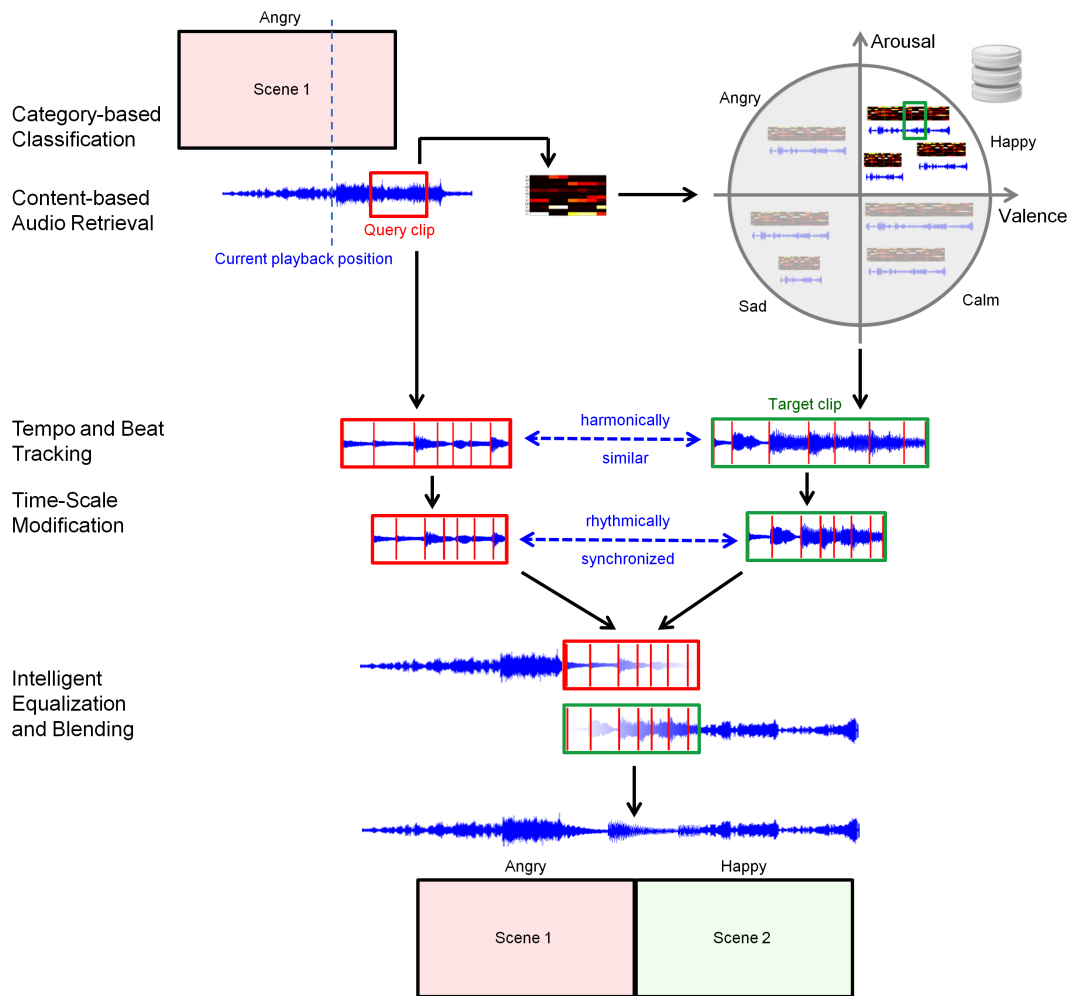 Angry
Arousal
Scene 1
Angry
Category-based
Classification
Happy
Content-based
Audio Retrieval
Valence
Query clip
Current playback position
Sad
Calm
Target clip
Tempo and Beat
Tracking
harmonically
similar
Time-Scale
Modification
rhythmically
synchronized
Intelligent
Equalization
and Blending
Angry
Happy
Scene 1
Scene 2